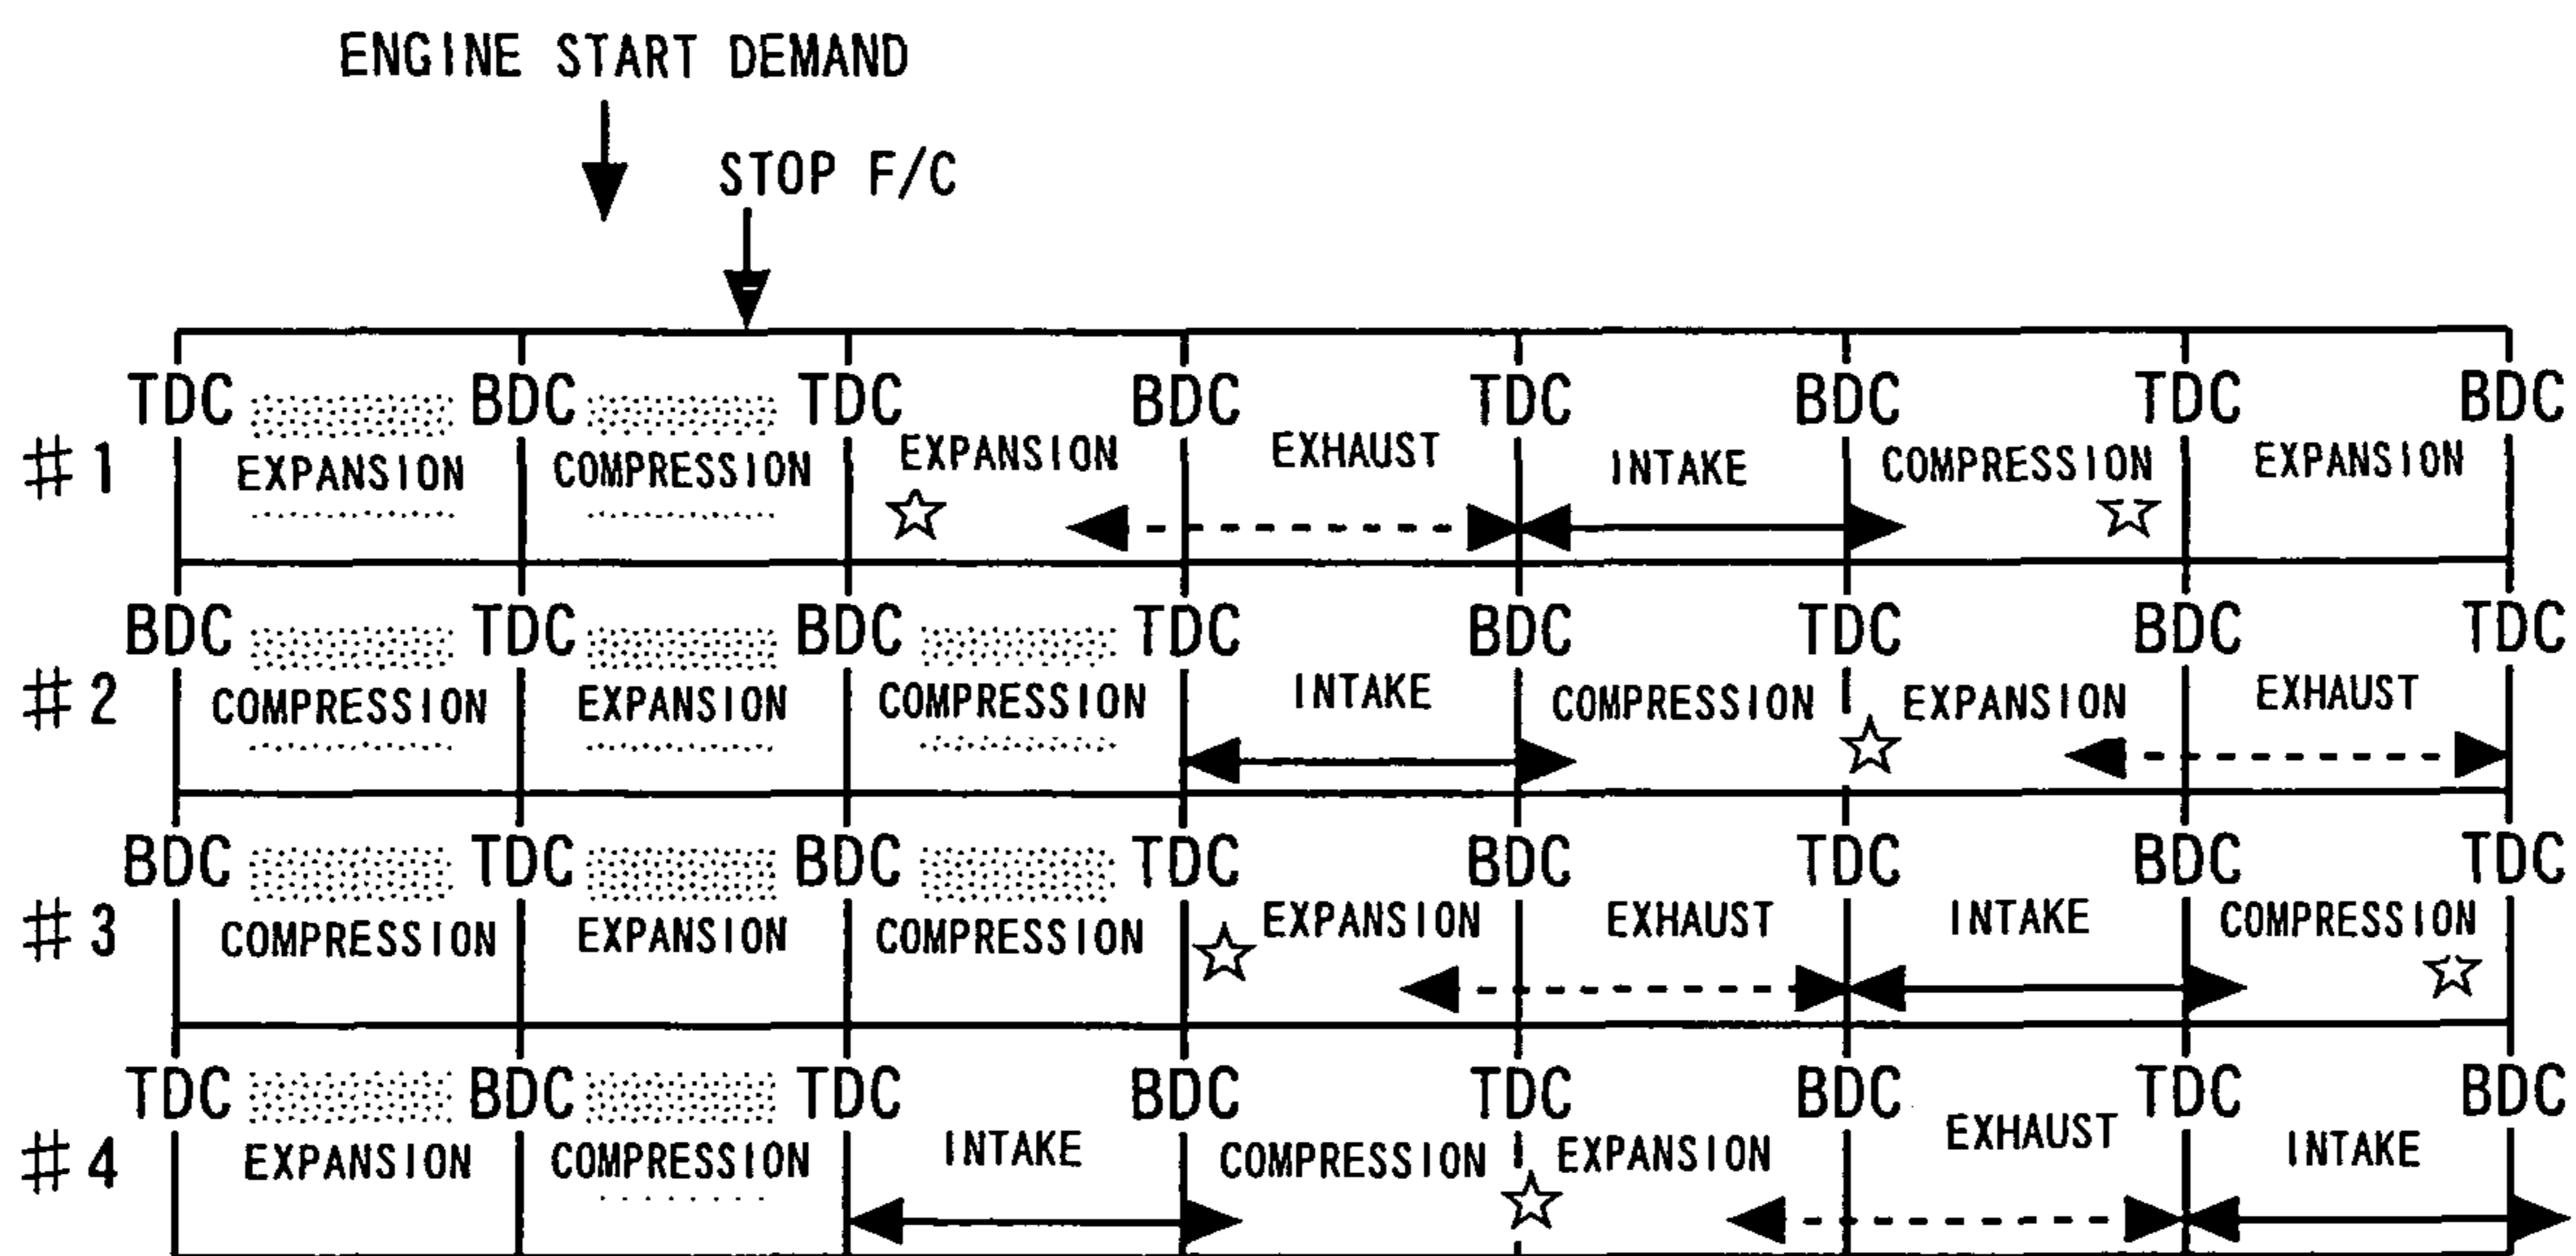 ENGINE START DEMAND
STOP F/C
TDC BDC TDC BDC TDC BDC TDC BDC
#1 EXPANSION COMPRESSION EXPANSION EXHAUST INTAKE COMPRESSION EXPANSION
BDC TDC BDC TDC BDC TDC BDC TDC
#2 COMPRESSION EXPANSION COMPRESSION INTAKE COMPRESSION EXPANSION EXHAUST
BDC TDC BDC TDC BDC TDC BDC TDC
#3 COMPRESSION EXPANSION COMPRESSION EXPANSION EXHAUST INTAKE COMPRESSION
TDC BDC TDC BDC TDC BDC TDC BDC
#4 EXPANSION COMPRESSION INTAKE COMPRESSION EXPANSION EXHAUST INTAKE